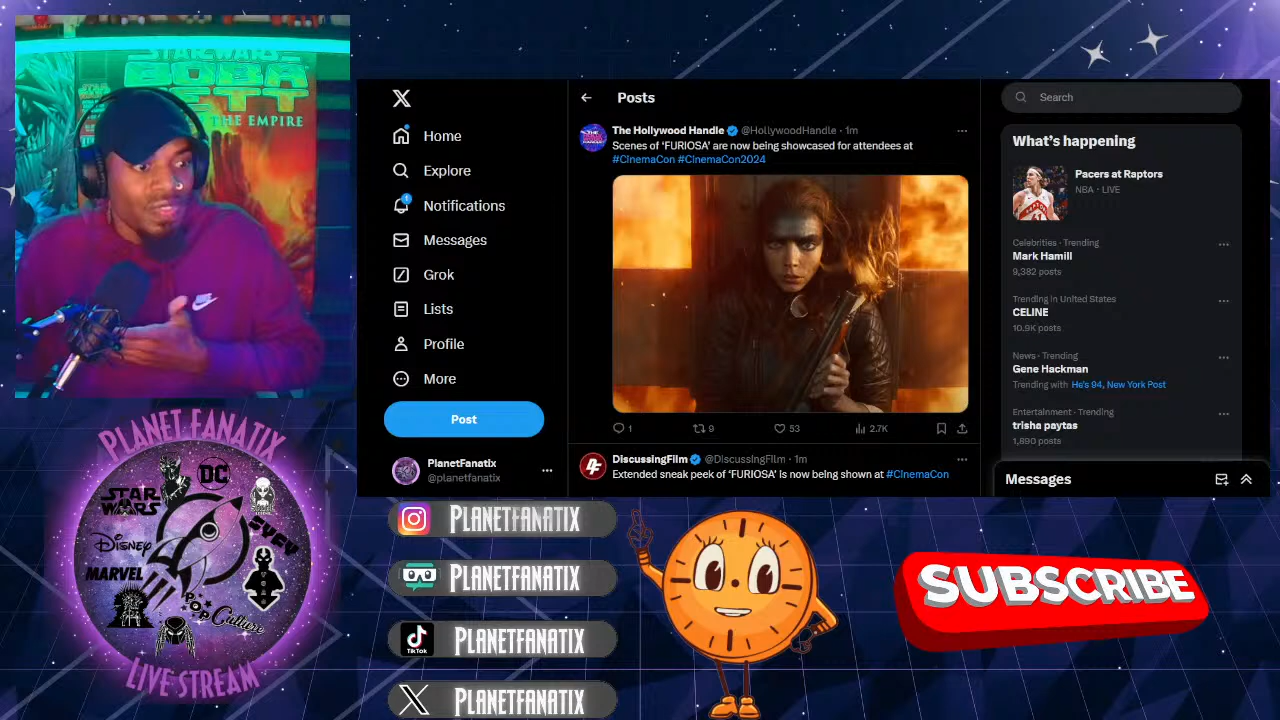 STAR WARS
BOBA
FETT
THE EMPIRE
Home
Explore
Notifications
Messages
Grok
Lists
Profile
More
Post
PlanetFanatix
@planetfanatix
Posts
The Hollywood Handle @HollywoodHandle · 1m
Scenes of 'FURIOSA' are now being showcased for attendees at
#CinemaCon #CinemaCon2024
1
9
53
2.7K
DiscussingFilm @DiscussingFilm · 1m
Extended sneak peek of 'FURIOSA' is now being shown at #CinemaCon
Search
What's happening
Pacers at Raptors
NBA · LIVE
Celebrities · Trending
Mark Hamill
9,382 posts
Trending in United States
CELINE
10.9K posts
News · Trending
Gene Hackman
Trending with He's 94, New York Post
Entertainment · Trending
trisha paytas
1,890 posts
Messages
PLANET FANATIX
DC
STAR WARS
Disney
MARVEL
POP Culture
LIVE STREAM
PLANETFANATIX
PLANETFANATIX
TikTok
PLANETFANATIX
PLANETFANATIX
SUBSCRIBE